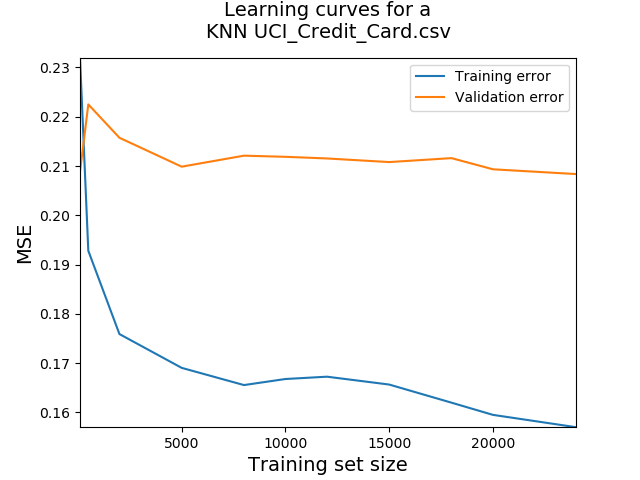 Learning curves for a
KNN UCI_Credit_Card.csv
Training error
Validation error
MSE
0.23
0.22
0.21
0.20
0.19
0.18
0.17
0.16
5000 10000 15000 20000
Training set size